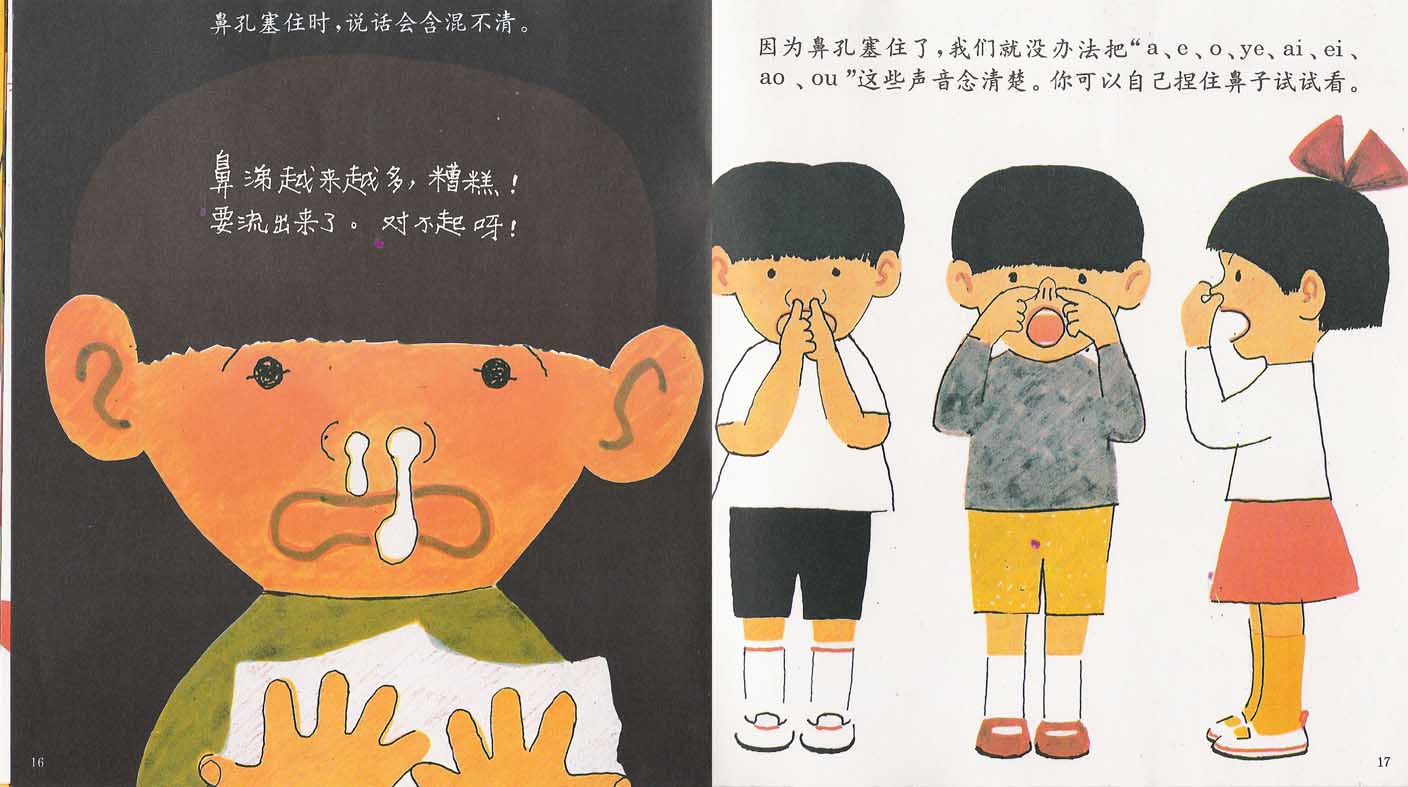 鼻孔塞住时，说话会含混不清。
鼻涕越来越多，糟糕！
要流出来了。对不起呀！
16
因为鼻孔塞住了，我们就没办法把“a、e、o、ye、ai、ei、
ao、ou”这些声音念清楚。你可以自己捏住鼻子试试看。
17